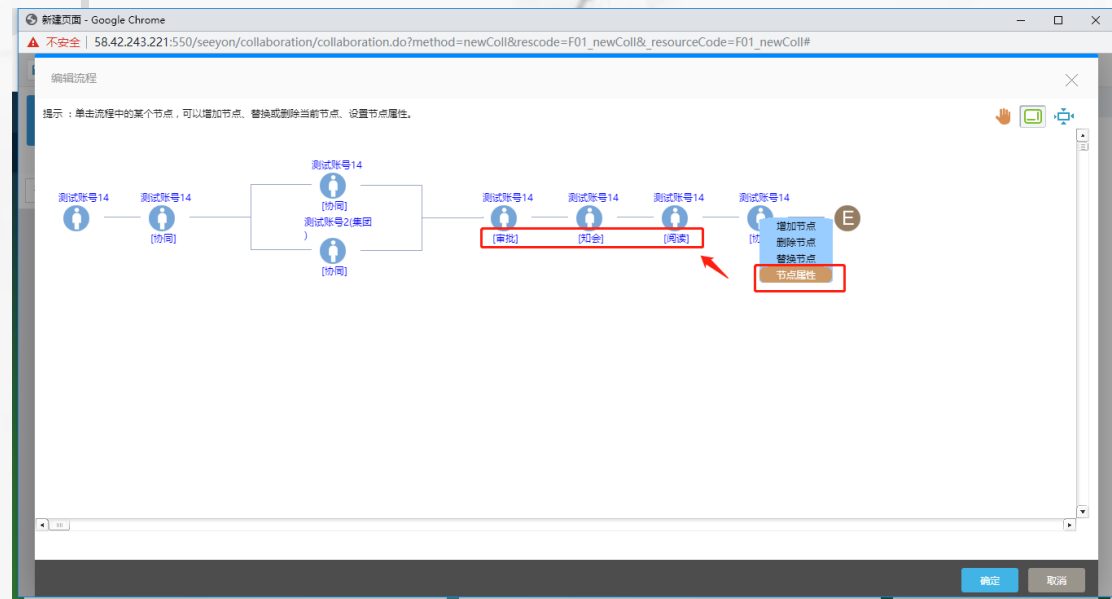 新建页面 - Google Chrome
不安全 | 58.42.243.221:550/seeyon/collaboration/collaboration.do?method=newColl&rescode=F01_newColl&_resourceCode=F01_newColl#
编辑流程
提示 ：单击流程中的某个节点，可以增加节点、替换或删除当前节点、设置节点属性。
测试账号14
测试账号14
[协同]
测试账号14
[协同]
测试账号2(集团
)
[协同]
测试账号14
[审批]
测试账号14
[知会]
测试账号14
[阅读]
测试账号14
[协
E
增加节点
删除节点
替换节点
节点属性
确定
取消